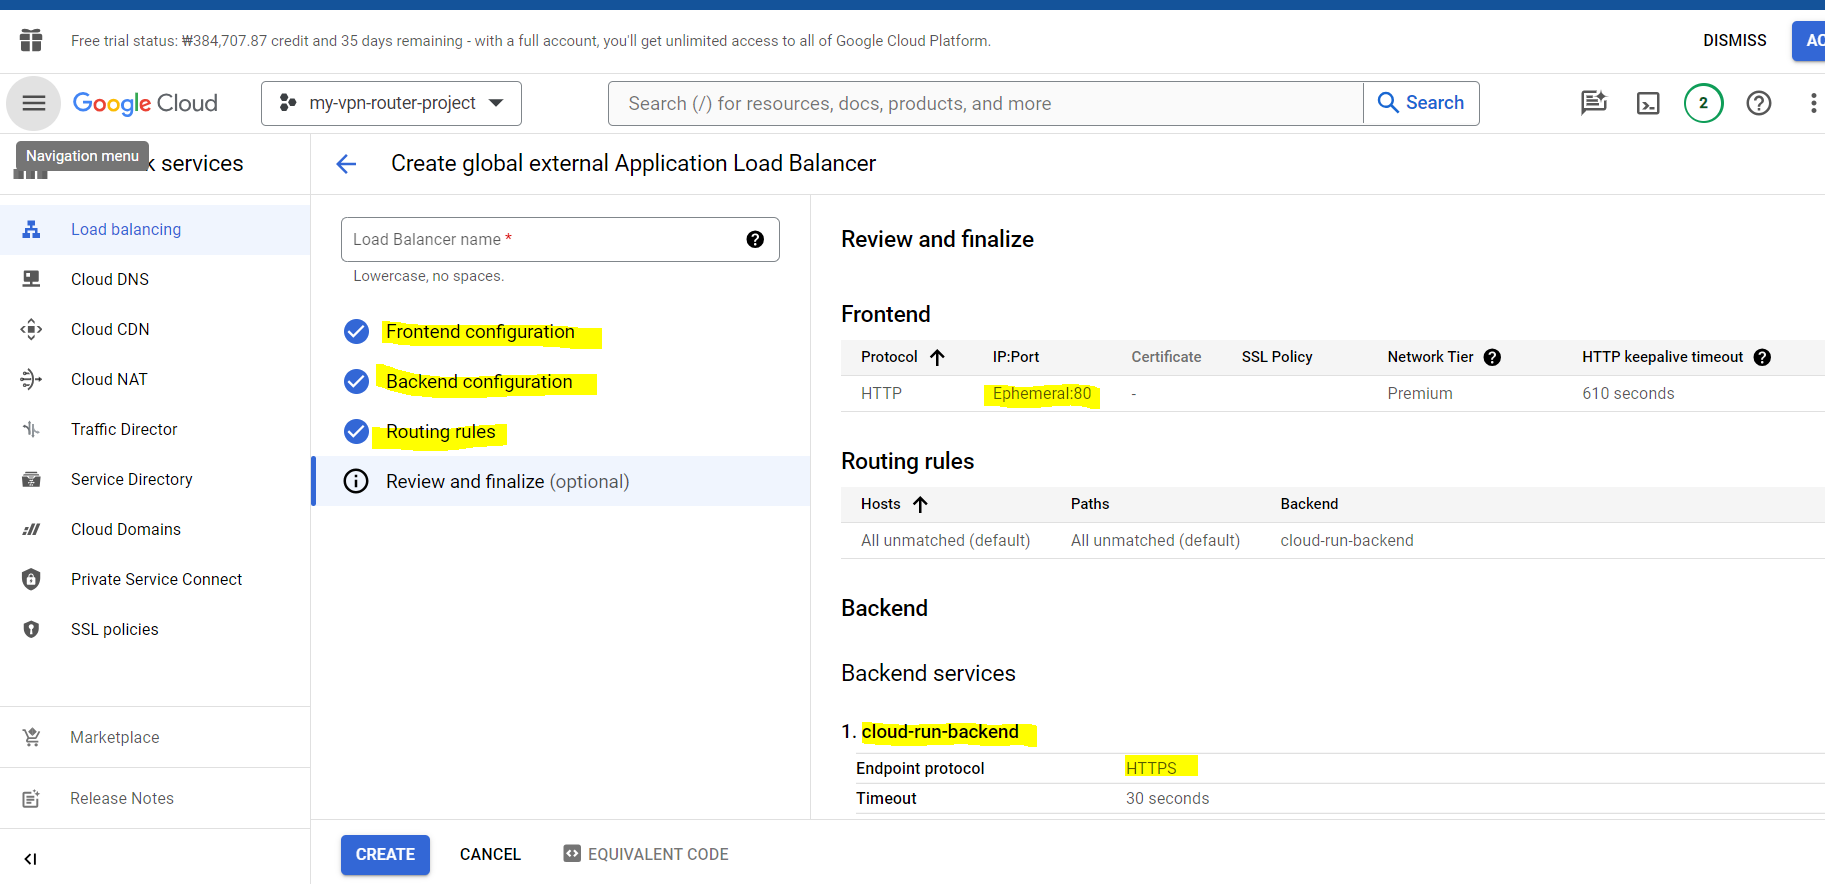 Free trial status: ₩384,707.87 credit and 35 days remaining - with a full account, you'll get unlimited access to all of Google Cloud Platform.
DISMISS
AC
Google Cloud
my-vpn-router-project
Search (/) for resources, docs, products, and more
Search
2
Navigation menu
k services
Create global external Application Load Balancer
Load balancing
Cloud DNS
Cloud CDN
Cloud NAT
Traffic Director
Service Directory
Cloud Domains
Private Service Connect
SSL policies
Marketplace
Release Notes
Load Balancer name *
Lowercase, no spaces.
Frontend configuration
Backend configuration
Routing rules
Review and finalize (optional)
Review and finalize
Frontend
Protocol IP:Port Certificate SSL Policy Network Tier HTTP keepalive timeout
HTTP Ephemeral:80 - Premium 610 seconds
Routing rules
Hosts Paths Backend
All unmatched (default) All unmatched (default) cloud-run-backend
Backend
Backend services
1. cloud-run-backend
Endpoint protocol HTTPS
Timeout 30 seconds
CREATE CANCEL EQUIVALENT CODE